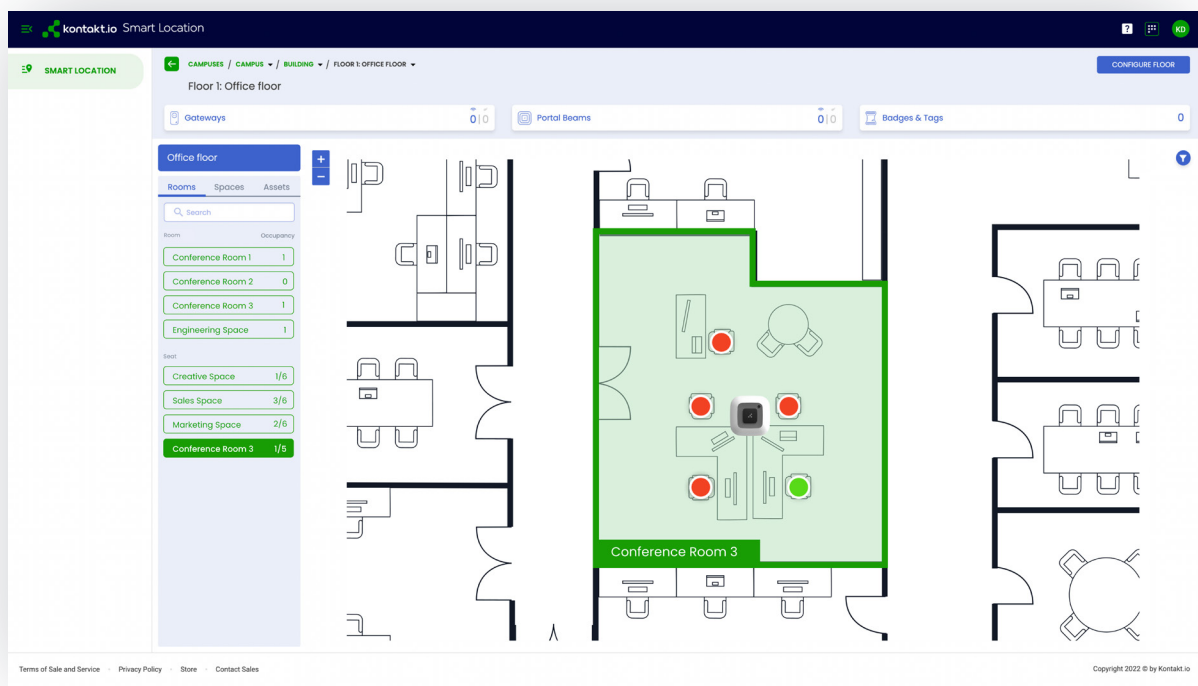 kontakt.io Smart Location
? KD
SMART LOCATION
CAMPUSES / CAMPUS / BUILDING / FLOOR 1: OFFICE FLOOR
CONFIGURE FLOOR
Floor 1: Office floor
Gateways 0|0
Portal Beams 0|0
Badges & Tags 0
Office floor
+
−
Rooms Spaces Assets
Search
Room Occupancy
Conference Room 1 1
Conference Room 2 0
Conference Room 3 1
Engineering Space 1
Seat
Creative Space 1/6
Sales Space 3/6
Marketing Space 2/6
Conference Room 3 1/5
Conference Room 3
Terms of Sale and Service Privacy Policy Store Contact Sales
Copyright 2022 © by Kontakt.io